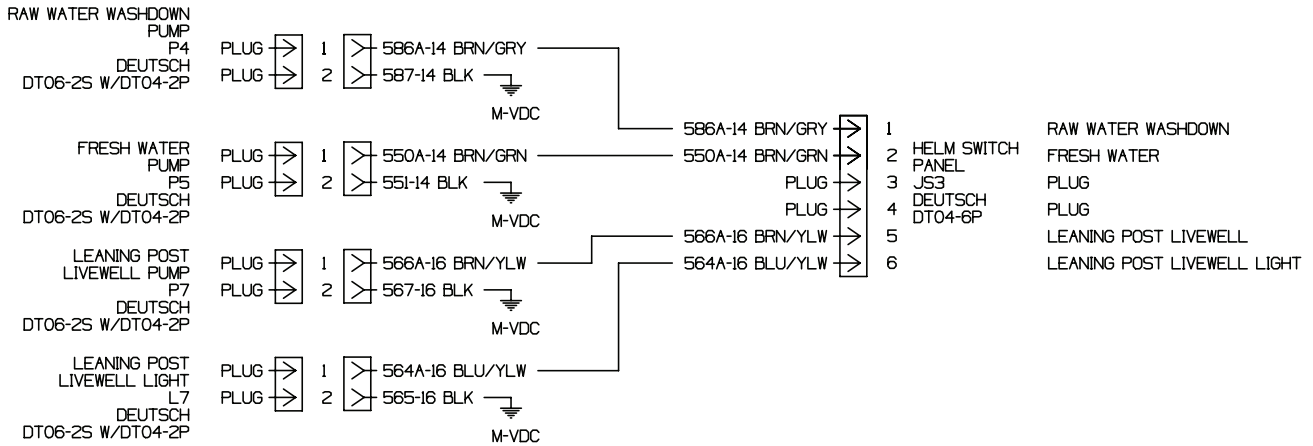 RAW WATER WASHDOWN
PUMP
P4
DEUTSCH
DT06-2S W/DT04-2P
PLUG 1 586A-14 BRN/GRY
PLUG 2 587-14 BLK
M-VDC
FRESH WATER
PUMP
P5
DEUTSCH
DT06-2S W/DT04-2P
PLUG 1 550A-14 BRN/GRN
PLUG 2 551-14 BLK
M-VDC
LEANING POST
LIVEWELL PUMP
P7
DEUTSCH
DT06-2S W/DT04-2P
PLUG 1 566A-16 BRN/YLW
PLUG 2 567-16 BLK
M-VDC
LEANING POST
LIVEWELL LIGHT
L7
DEUTSCH
DT06-2S W/DT04-2P
PLUG 1 564A-16 BLU/YLW
PLUG 2 565-16 BLK
M-VDC
586A-14 BRN/GRY 1
550A-14 BRN/GRN 2
PLUG 3
PLUG 4
566A-16 BRN/YLW 5
564A-16 BLU/YLW 6
HELM SWITCH
PANEL
JS3
DEUTSCH
DT04-6P
RAW WATER WASHDOWN
FRESH WATER
PLUG
PLUG
LEANING POST LIVEWELL
LEANING POST LIVEWELL LIGHT